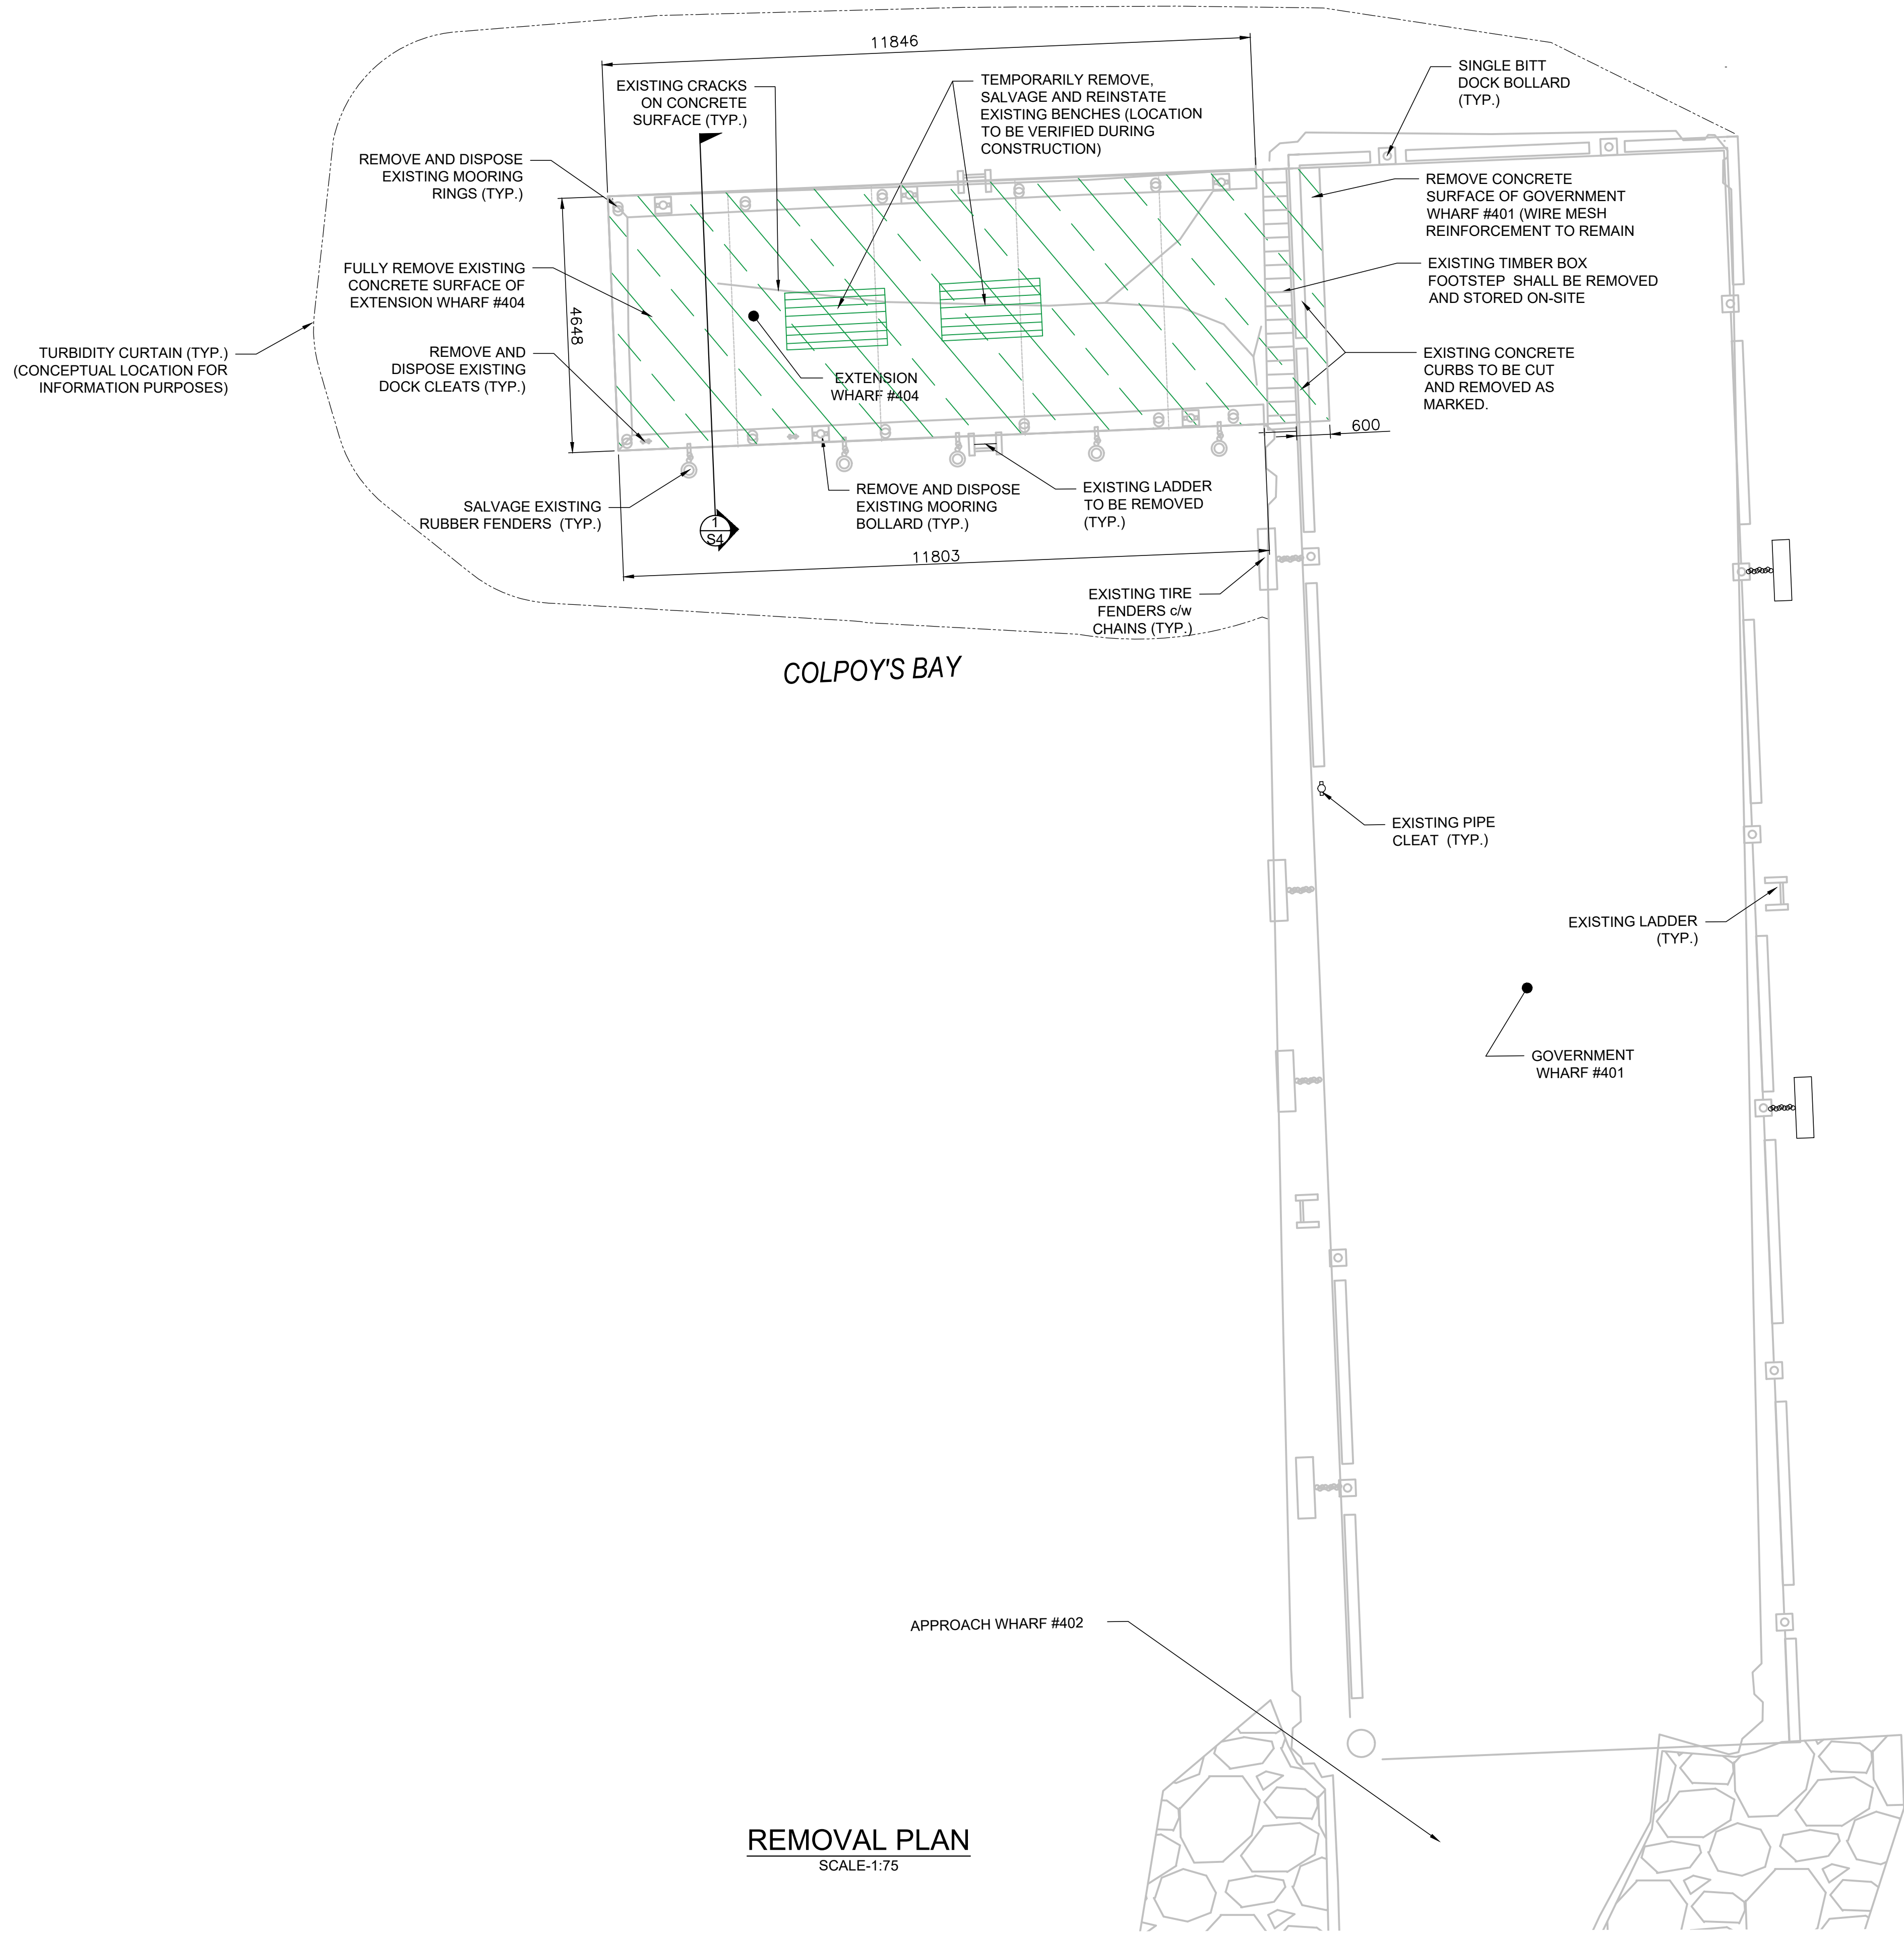 11846
EXISTING CRACKS
ON CONCRETE
SURFACE (TYP.)
TEMPORARILY REMOVE,
SALVAGE AND REINSTATE
EXISTING BENCHES (LOCATION
TO BE VERIFIED DURING
CONSTRUCTION)
SINGLE BITT
DOCK BOLLARD
(TYP.)
REMOVE AND DISPOSE
EXISTING MOORING
RINGS (TYP.)
REMOVE CONCRETE
SURFACE OF GOVERNMENT
WHARF #401 (WIRE MESH
REINFORCEMENT TO REMAIN
FULLY REMOVE EXISTING
CONCRETE SURFACE OF
EXTENSION WHARF #404
EXISTING TIMBER BOX
FOOTSTEP SHALL BE REMOVED
AND STORED ON-SITE
4648
TURBIDITY CURTAIN (TYP.)
(CONCEPTUAL LOCATION FOR
INFORMATION PURPOSES)
REMOVE AND
DISPOSE EXISTING
DOCK CLEATS (TYP.)
EXTENSION
WHARF #404
EXISTING CONCRETE
CURBS TO BE CUT
AND REMOVED AS
MARKED.
600
SALVAGE EXISTING
RUBBER FENDERS (TYP.)
1
S4
REMOVE AND DISPOSE
EXISTING MOORING
BOLLARD (TYP.)
EXISTING LADDER
TO BE REMOVED
(TYP.)
11803
EXISTING TIRE
FENDERS c/w
CHAINS (TYP.)
COLPOY'S BAY
EXISTING PIPE
CLEAT (TYP.)
EXISTING LADDER
(TYP.)
GOVERNMENT
WHARF #401
APPROACH WHARF #402
REMOVAL PLAN
SCALE-1:75